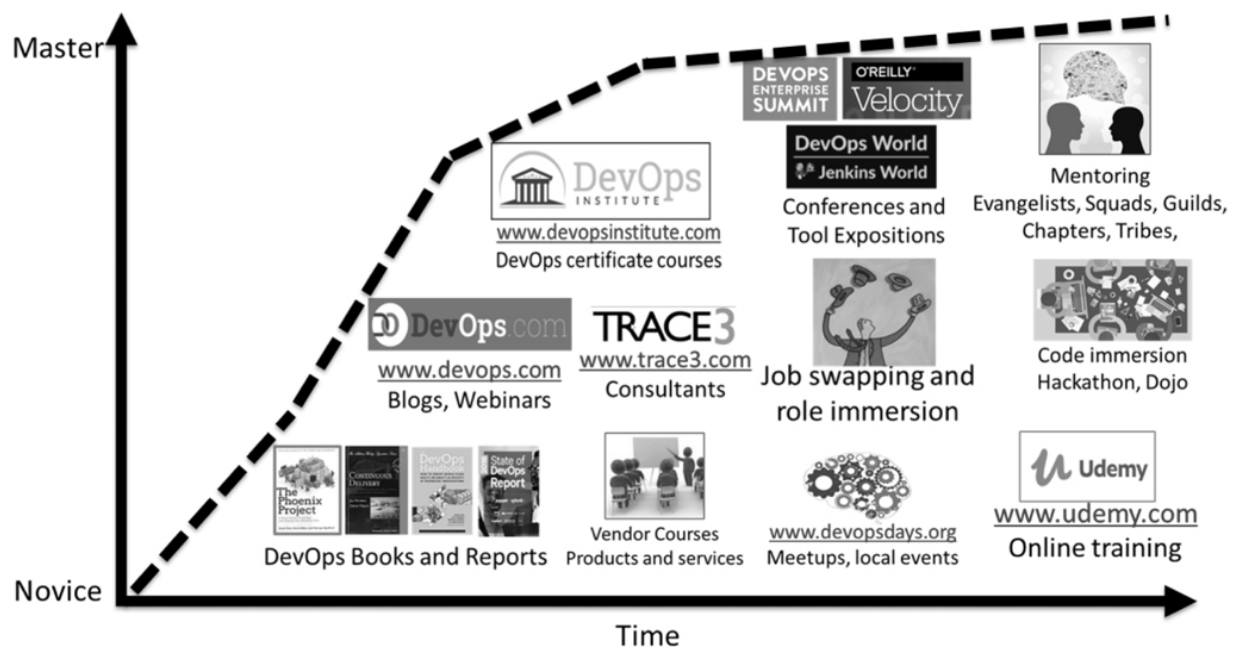 Master
DEVOPS
ENTERPRISE
SUMMIT
O'REILLY®
Velocity
DevOps World
Jenkins World
Conferences and
Tool Expositions
Mentoring
Evangelists, Squads, Guilds,
Chapters, Tribes,
DevOps
INSTITUTE
www.devopsinstitute.com
DevOps certificate courses
DevOps.com
www.devops.com
Blogs, Webinars
TRACE3
www.trace3.com
Consultants
Job swapping and
role immersion
Code immersion
Hackathon, Dojo
The
Phoenix
Project
CONTINUOUS
DELIVERY
DevOps
Handbook
State of
DevOps
Report
DevOps Books and Reports
Vendor Courses
Products and services
www.devopsdays.org
Meetups, local events
Udemy
www.udemy.com
Online training
Novice
Time